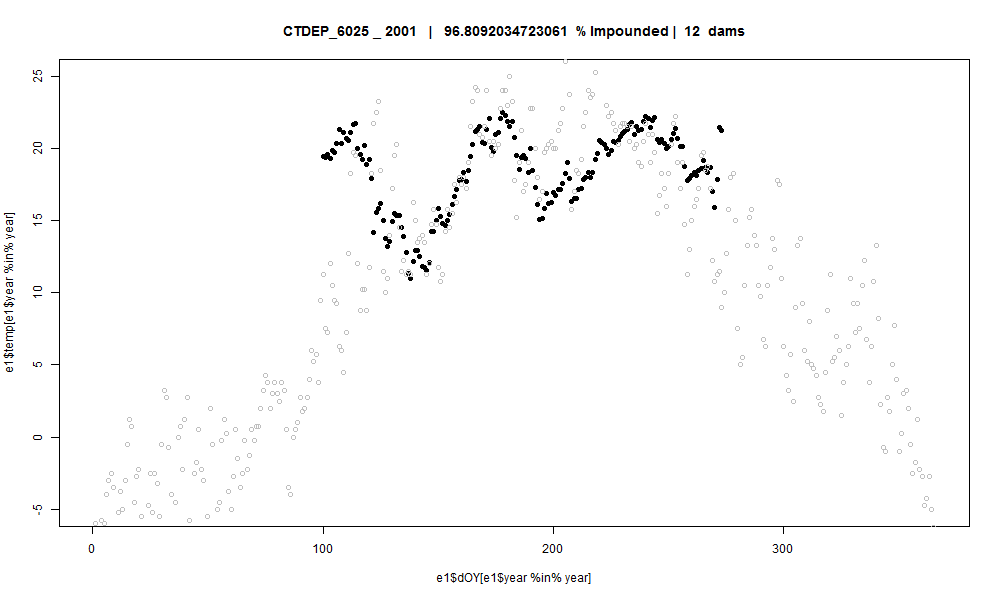 CTDEP_6025 _ 2001 | 96.8092034723061 % Impounded | 12 dams
25
20
15
10
5
0
-5
e1$temp[e1$year %in% year]
0 100 200 300
e1$dOY[e1$year %in% year]